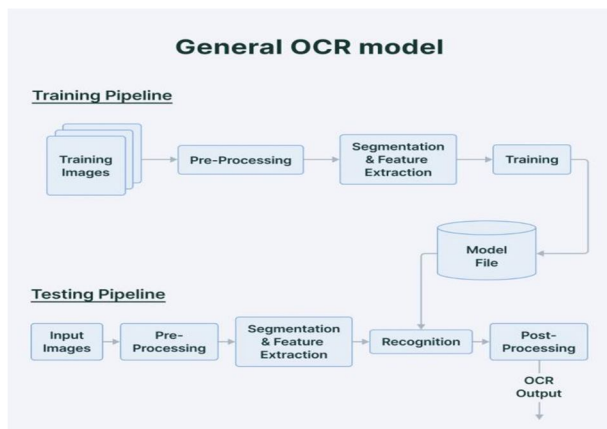 General OCR model
Training Pipeline
Training
Images
Pre-Processing
Segmentation
& Feature
Extraction
Training
Model
File
Testing Pipeline
Input
Images
Pre-
Processing
Segmentation
& Feature
Extraction
Recognition
Post-
Processing
OCR
Output